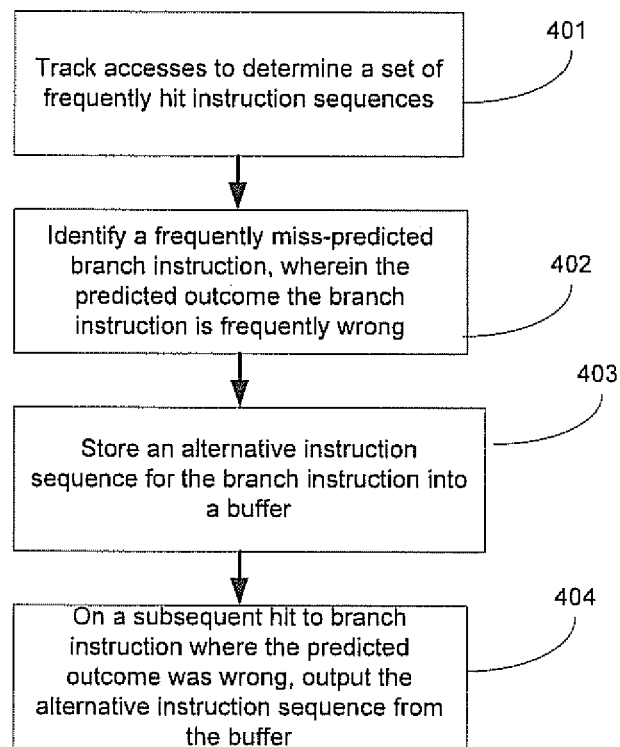 Track accesses to determine a set of
frequently hit instruction sequences
401
Identify a frequently miss-predicted
branch instruction, wherein the
predicted outcome the branch
instruction is frequently wrong
402
Store an alternative instruction
sequence for the branch instruction into
a buffer
403
On a subsequent hit to branch
instruction where the predicted
outcome was wrong, output the
alternative instruction sequence from
the buffer
404